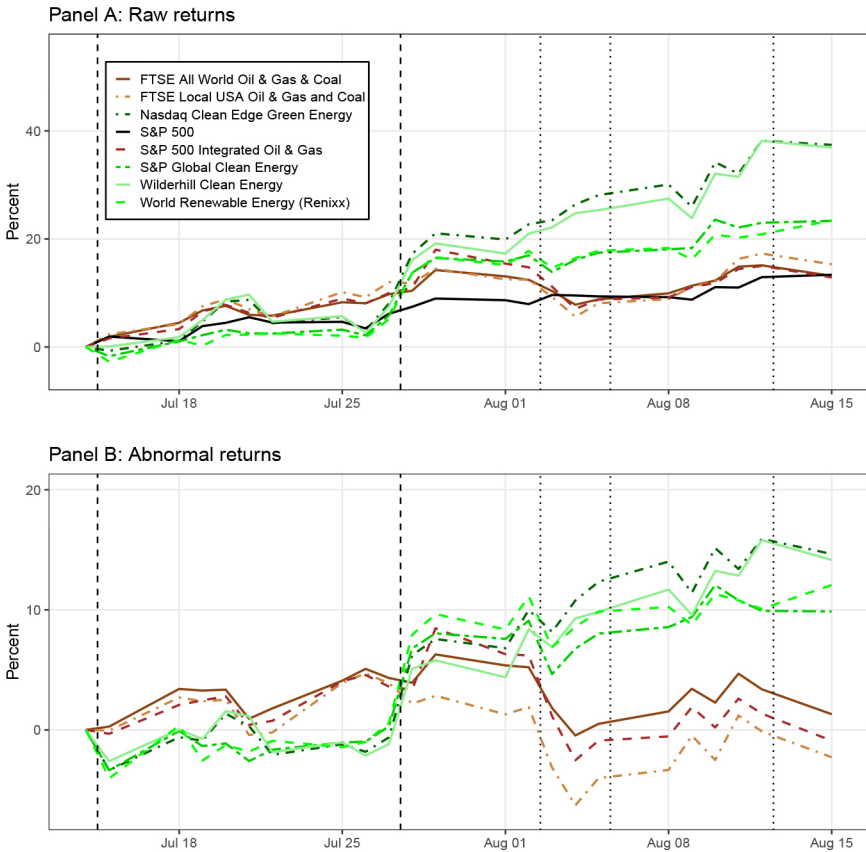 Panel A: Raw returns
Percent
40
20
0
FTSE All World Oil & Gas & Coal
FTSE Local USA Oil & Gas and Coal
Nasdaq Clean Edge Green Energy
S&P 500
S&P 500 Integrated Oil & Gas
S&P Global Clean Energy
Wilderhill Clean Energy
World Renewable Energy (Renixx)
Jul 18 Jul 25 Aug 01 Aug 08 Aug 15
Panel B: Abnormal returns
Percent
20
10
0
Jul 18 Jul 25 Aug 01 Aug 08 Aug 15